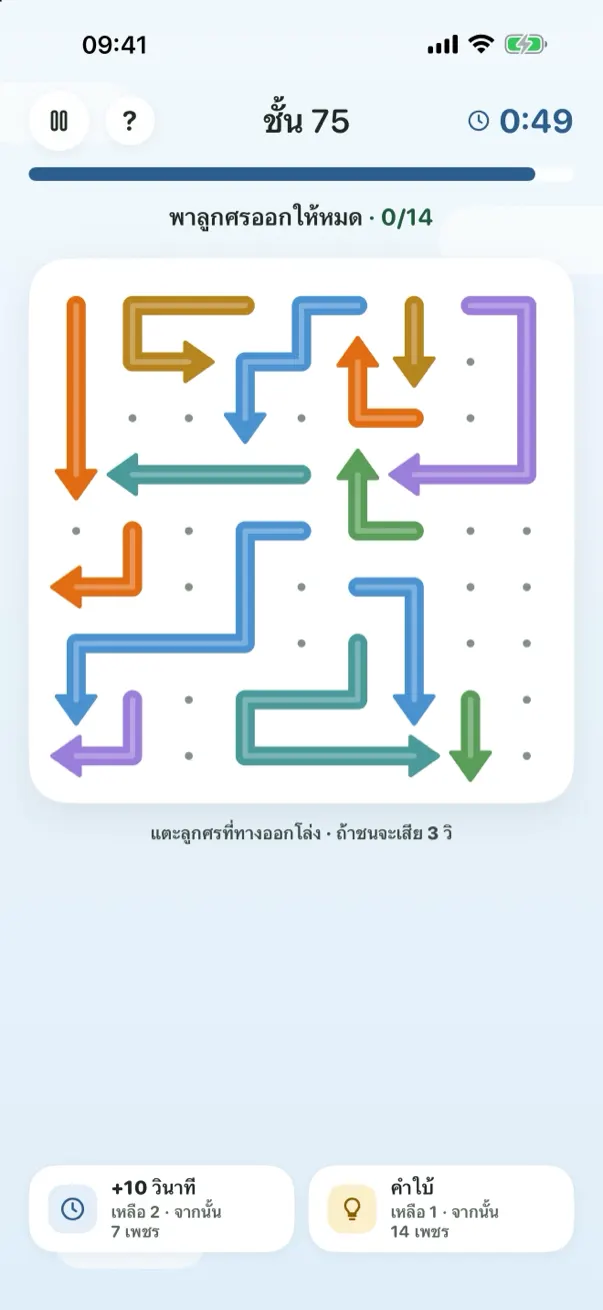 09:41
?
ชั้น 75
0:49
พาลูกศรออกให้หมด · 0/14
แตะลูกศรที่ทางออกโล่ง · ถ้าชนจะเสีย 3 วิ
+10 วินาที
เหลือ 2 · จากนั้น
7 เพชร
คำใบ้
เหลือ 1 · จากนั้น
14 เพชร